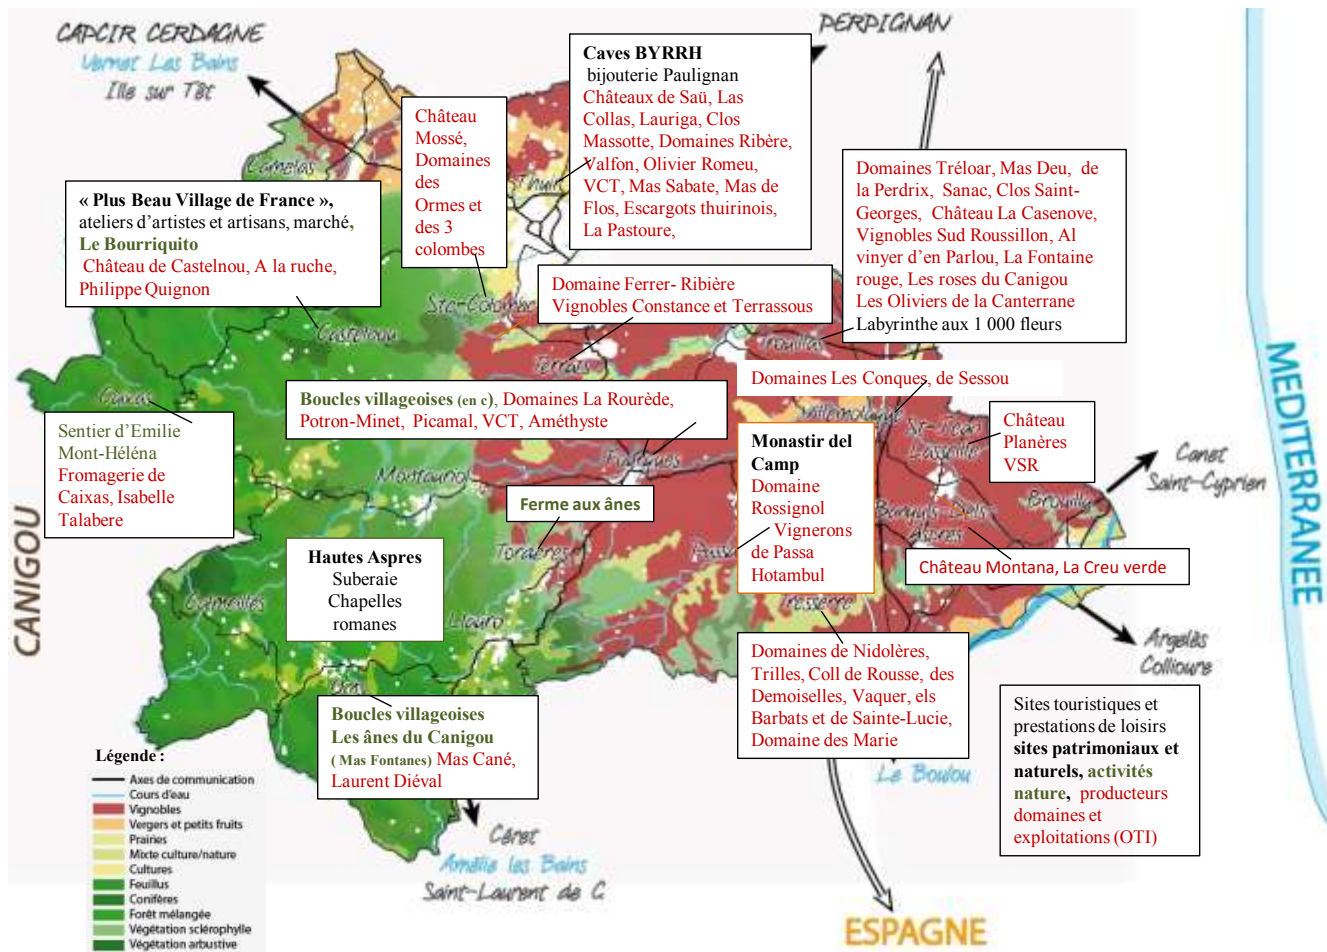 CAPCIR CERDAGNE
Vernet Les Bains
Ille sur Têt
PERPIGNAN
Caves BYRRH
bijouterie Paulignan
Châteaux de Saü, Las
Collas, Lauriga, Clos
Massotte, Domaines Ribère,
Valfon, Olivier Romeu,
VCT, Mas Sabate, Mas de
Flos, Escargots thuirinois,
La Pastoure,
Château
Mossé,
Domaines
des
Ormes et
des 3
colombes
Camélas
Thuir
« Plus Beau Village de France »,
ateliers d'artistes et artisans, marché,
Le Bourriquito
Château de Castelnou, A la ruche,
Philippe Quignon
Domaines Tréloar, Mas Deu, de
la Perdrix, Sanac, Clos Saint-
Georges, Château La Casenove,
Vignobles Sud Roussillon, Al
vinyer d'en Parlou, La Fontaine
rouge, Les roses du Canigou
Les Oliviers de la Canterrane
Labyrinthe aux 1 000 fleurs
Domaine Ferrer- Ribière
Vignobles Constance et Terrassous
Ste-Colombe
Castelnou
Terrats
Trouillas
Domaines Les Conques, de Sessou
Boucles villageoises (en c), Domaines La Rourède,
Potron-Minet, Picamal, VCT, Améthyste
Caixas
Sentier d'Emilie
Mont-Héléna
Fromagerie de
Caixas, Isabelle
Talabere
Villemolaque
St-Jean
Lasseille
Château
Planères
VSR
Monastir del
Camp
Domaine
Rossignol
Vignerons
de Passa
Hotambul
Fourques
Montauriol
Ferme aux ânes
Tordères
Passa
Banyuls-dels-
Aspres
Brouilla
Canet
Saint-Cyprien
Château Montana, La Creu verde
Hautes Aspres
Suberaie
Chapelles
romanes
Camélles
Llauro
Tresserre
Oms
Argelès
Collioure
Domaines de Nidolères,
Trilles, Coll de Rousse, des
Demoiselles, Vaquer, els
Barbats et de Sainte-Lucie,
Domaine des Marie
Boucles villageoises
Les ânes du Canigou
( Mas Fontanes) Mas Cané,
Laurent Diéval
Le Boulou
Sites touristiques et
prestations de loisirs
sites patrimoniaux et
naturels, activités
nature, producteurs
domaines et
exploitations (OTI)
CANIGOU
MEDITERRANEE
Légende :
Axes de communication
Cours d'eau
Vignobles
Vergers et petits fruits
Prairies
Mixte culture/nature
Cultures
Feuillus
Conifères
Forêt mélangée
Végétation sclérophylle
Végétation arbustive
Céret
Amélie les Bains
Saint-Laurent de C
ESPAGNE